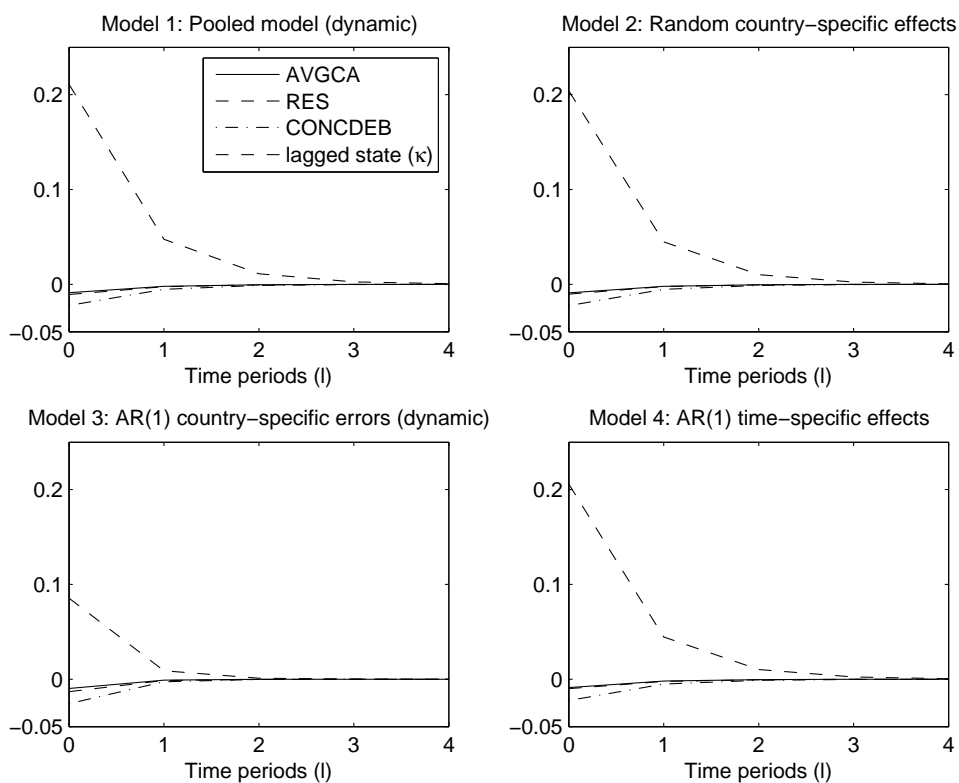 Model 1: Pooled model (dynamic)
0.2
0.1
0
−0.05
0 1 2 3 4
Time periods (l)
AVGCA
RES
CONCDEB
lagged state (κ)
Model 2: Random country−specific effects
0.2
0.1
0
−0.05
0 1 2 3 4
Time periods (l)
Model 3: AR(1) country−specific errors (dynamic)
0.2
0.1
0
−0.05
0 1 2 3 4
Time periods (l)
Model 4: AR(1) time−specific effects
0.2
0.1
0
−0.05
0 1 2 3 4
Time periods (l)